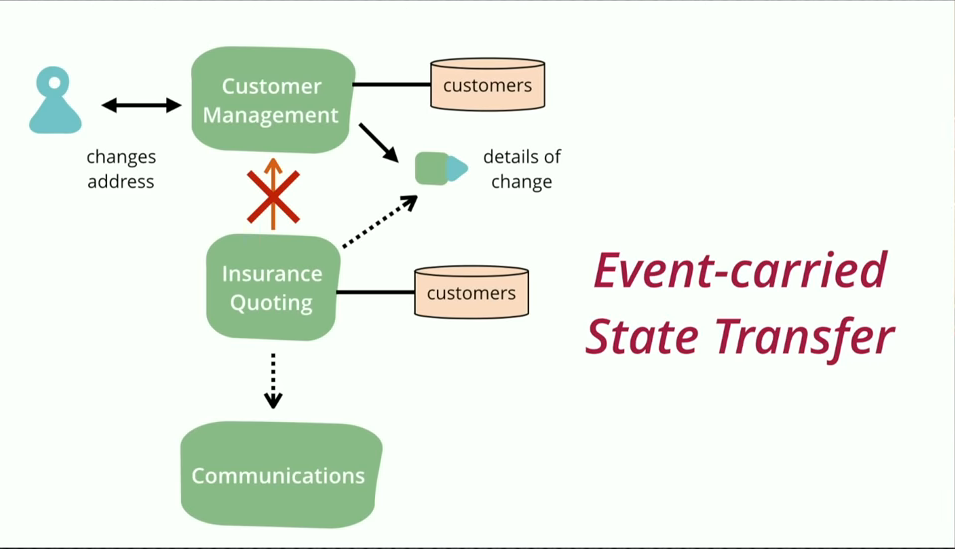 Customer
Management
customers
changes
address
details of
change
Insurance
Quoting
customers
Event-carried
State Transfer
Communications